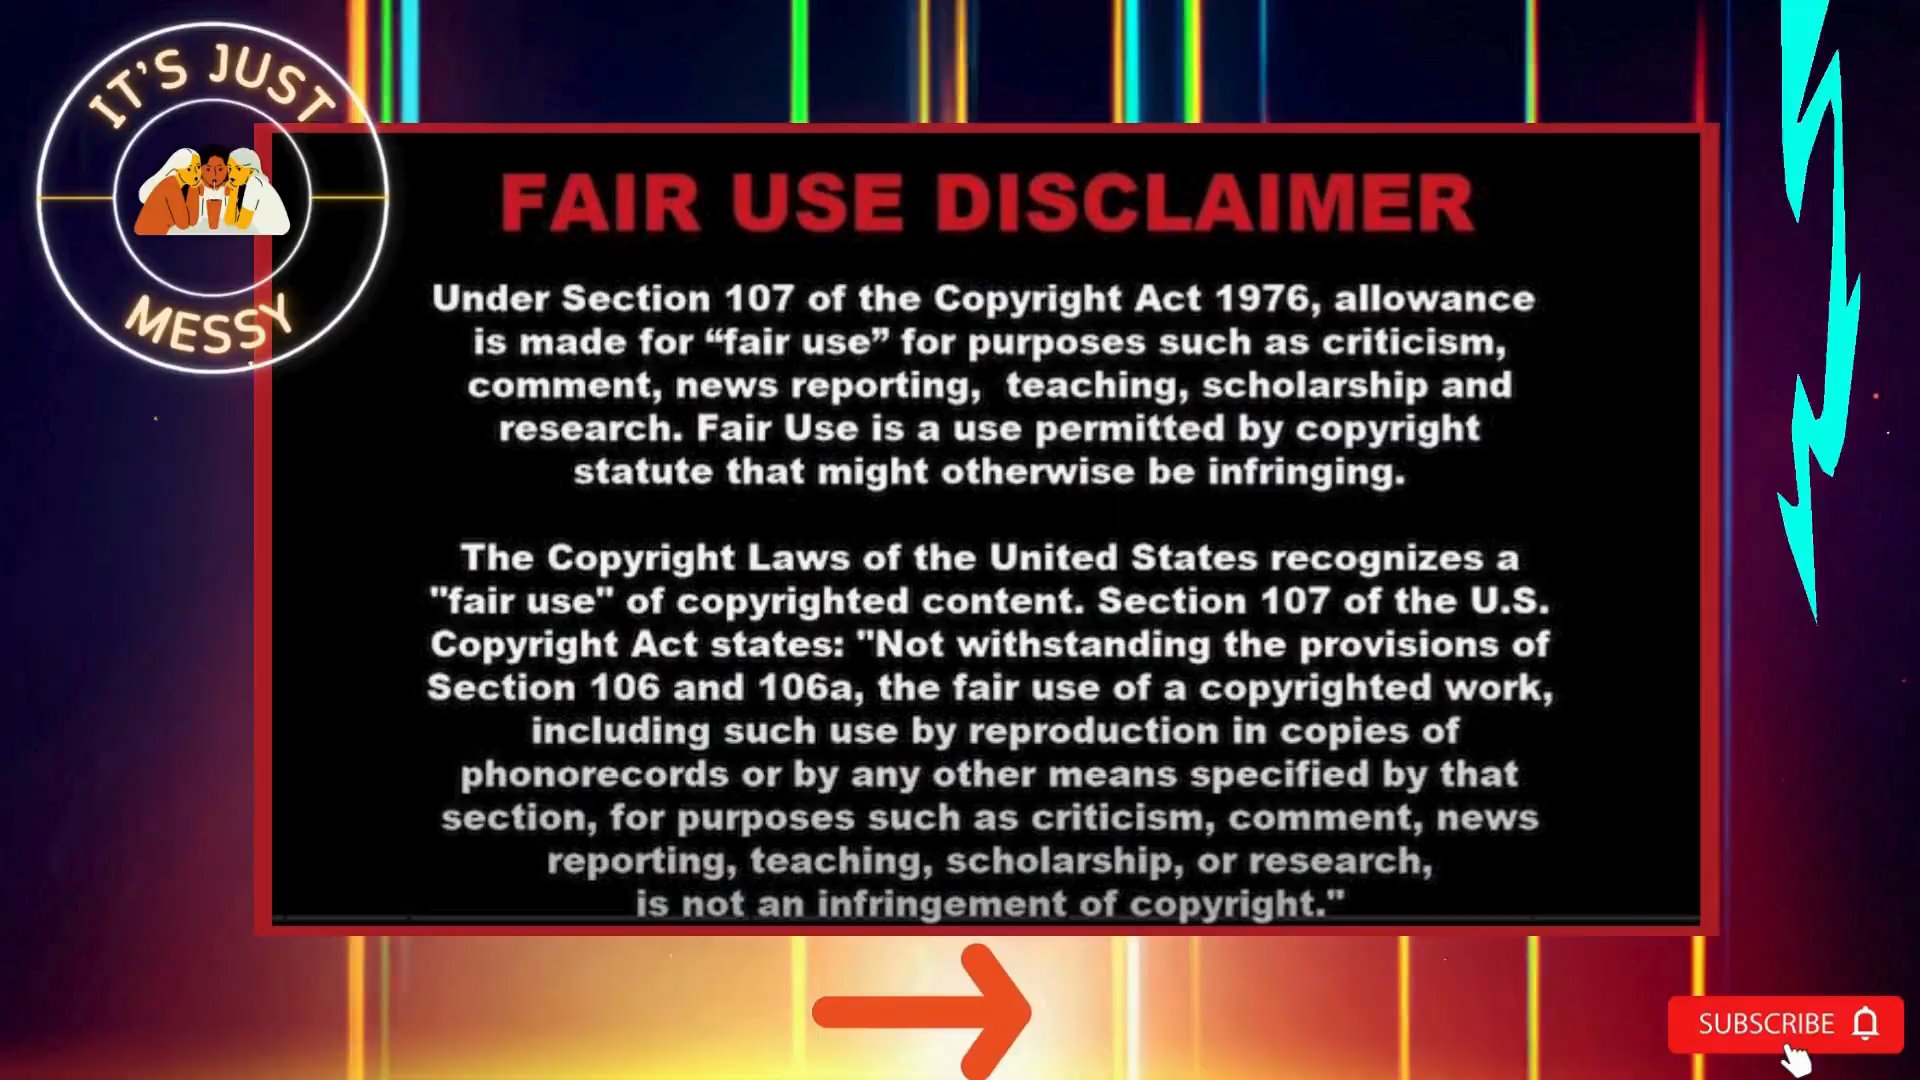 IT'S JUST
MESSY
FAIR USE DISCLAIMER
Under Section 107 of the Copyright Act 1976, allowance
is made for “fair use” for purposes such as criticism,
comment, news reporting,  teaching, scholarship and
research. Fair Use is a use permitted by copyright
statute that might otherwise be infringing.
The Copyright Laws of the United States recognizes a
"fair use" of copyrighted content. Section 107 of the U.S.
Copyright Act states: "Not withstanding the provisions of
Section 106 and 106a, the fair use of a copyrighted work,
including such use by reproduction in copies of
phonorecords or by any other means specified by that
section, for purposes such as criticism, comment, news
reporting, teaching, scholarship, or research,
is not an infringement of copyright."
SUBSCRIBE